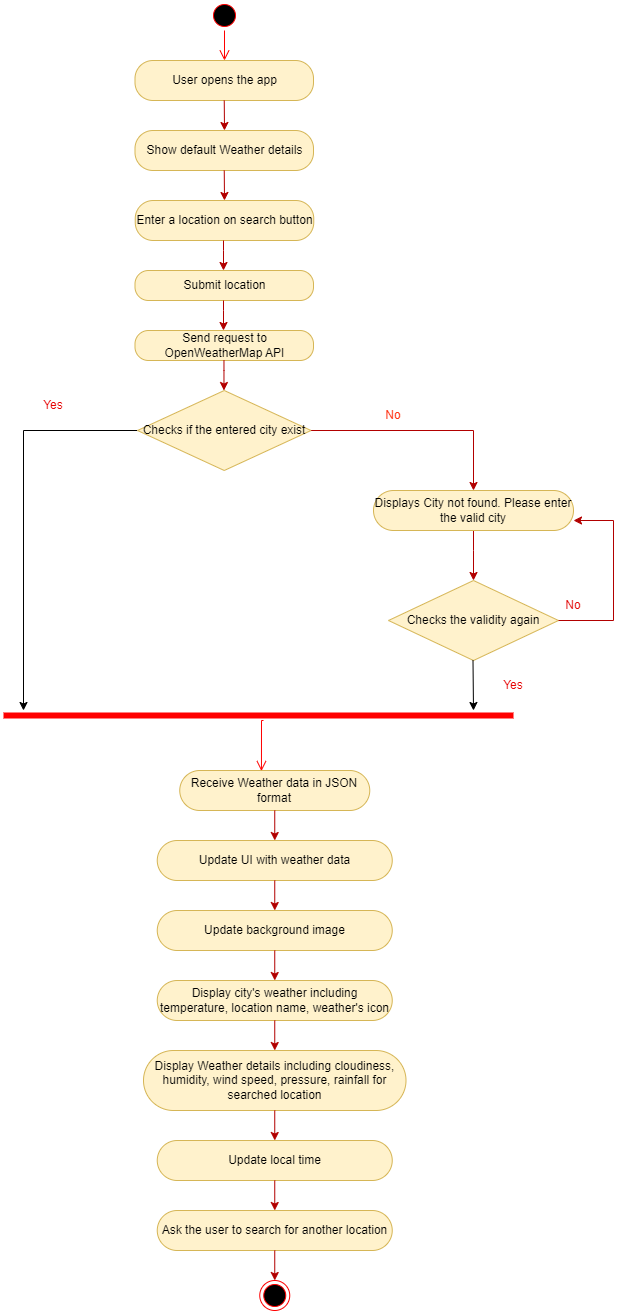 User opens the app
Show default Weather details
Enter a location on search button
Submit location
Send request to
OpenWeatherMap API
Yes
No
Checks if the entered city exist
Displays City not found. Please enter
the valid city
No
Checks the validity again
Yes
Receive Weather data in JSON
format
Update UI with weather data
Update background image
Display city's weather including
temperature, location name, weather's icon
Display Weather details including cloudiness,
humidity, wind speed, pressure, rainfall for
searched location
Update local time
Ask the user to search for another location